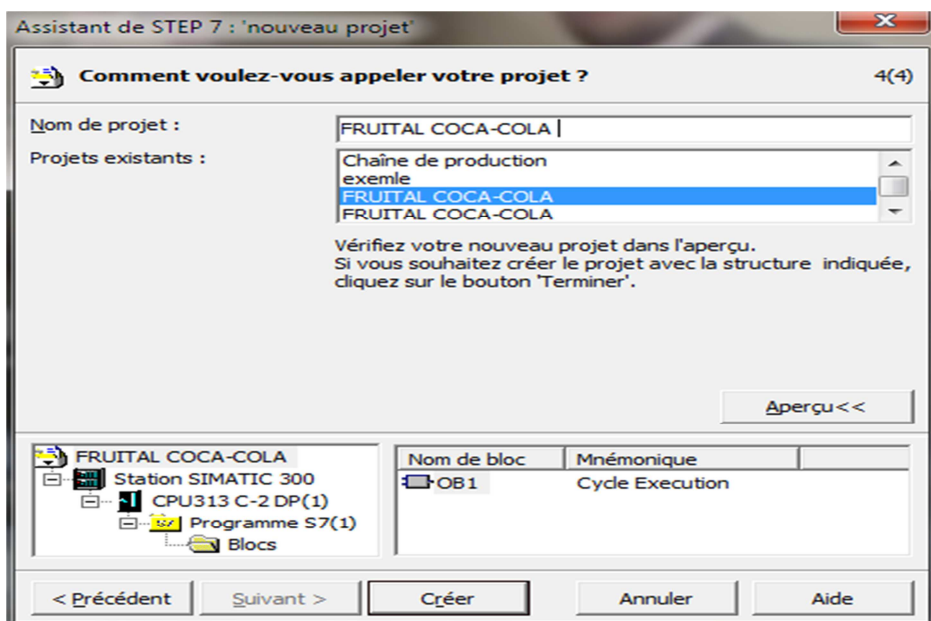 Assistant de STEP 7 : 'nouveau projet'
Comment voulez-vous appeler votre projet ? 4(4)
Nom de projet : FRUITAL COCA-COLA
Projets existants : Chaîne de production
exemle
FRUITAL COCA-COLA
FRUITAL COCA-COLA
Vérifiez votre nouveau projet dans l'aperçu.
Si vous souhaitez créer le projet avec la structure indiquée,
cliquez sur le bouton 'Terminer'.
Aperçu<<
FRUITAL COCA-COLA
Station SIMATIC 300
CPU313 C-2 DP(1)
Programme S7(1)
Blocs
Nom de bloc Mnémonique
OB1 Cycle Execution
< Précédent Suivant > Créer Annuler Aide